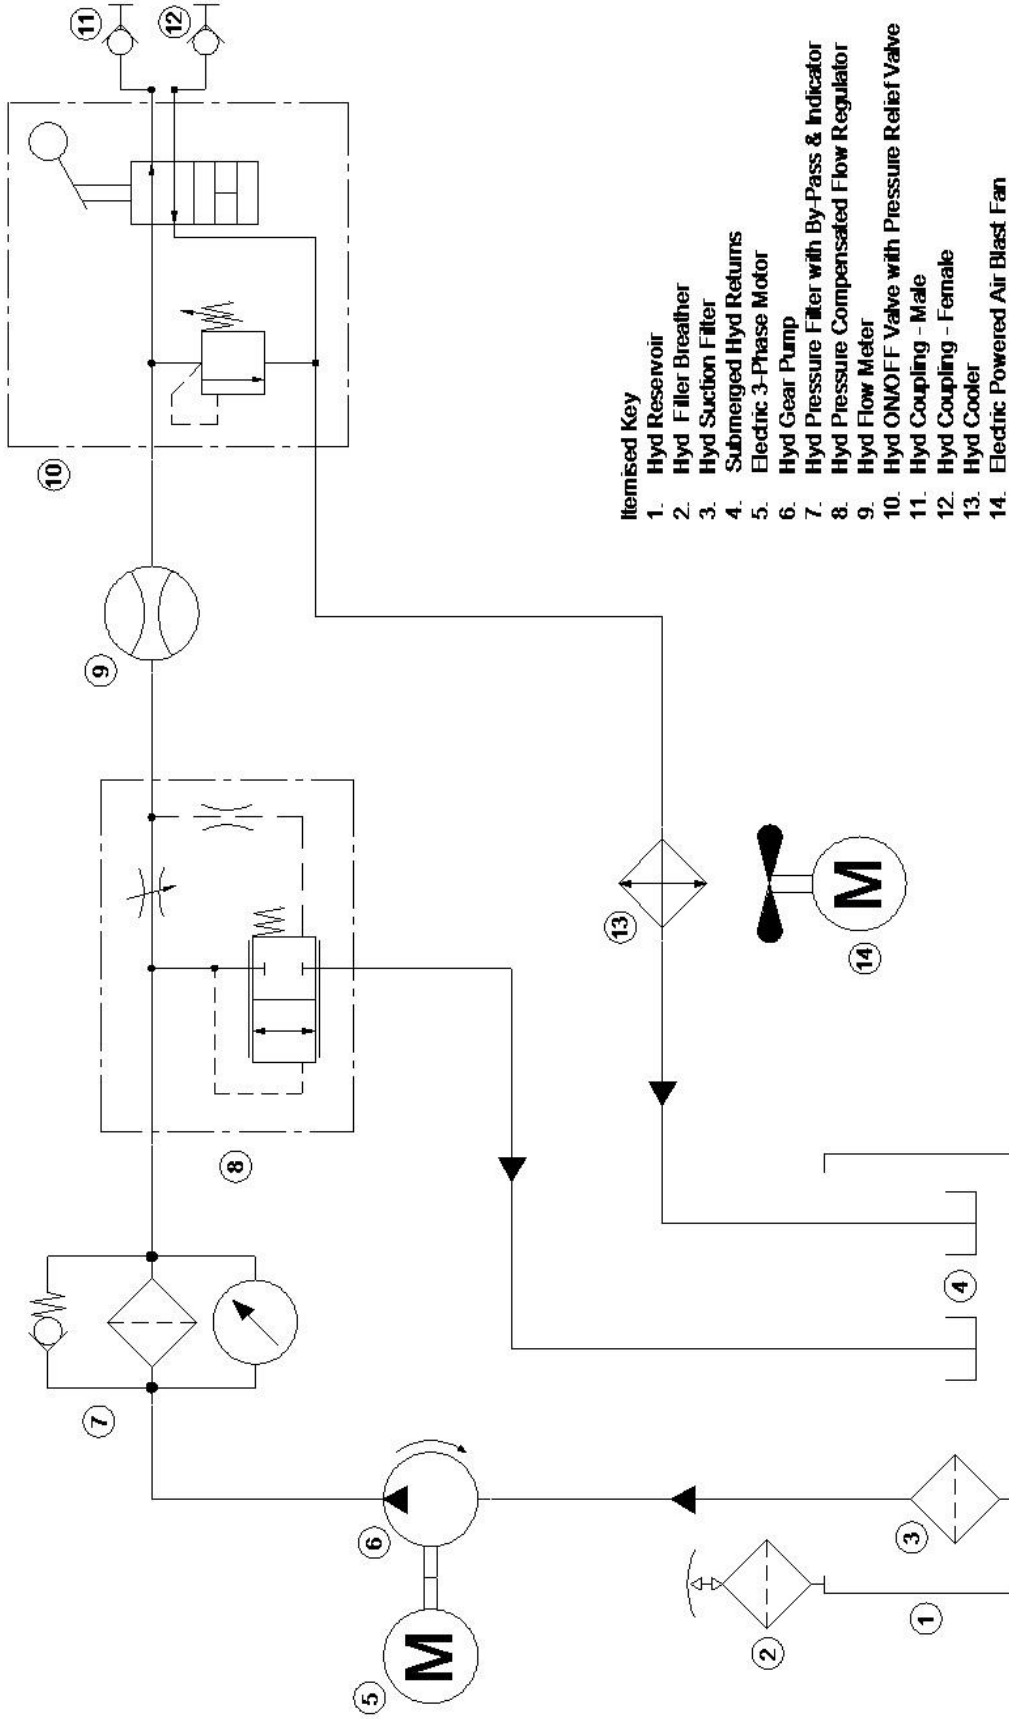 Itemised Key
1. Hyd Reservoir
2. Hyd Filler Breather
3. Hyd Suction Filter
4. Submerged Hyd Returns
5. Electric 3-Phase Motor
6. Hyd Gear Pump
7. Hyd Pressure Filter with By-Pass & Indicator
8. Hyd Pressure Compensated Flow Regulator
9. Hyd Flow Meter
10. Hyd ON/OFF Valve with Pressure Relief Valve
11. Hyd Coupling - Male
12. Hyd Coupling - Female
13. Hyd Cooler
14. Electric Powered Air Blast Fan
11
12
10
9
8
7
6
5
M
13
14
M
4
3
2
1